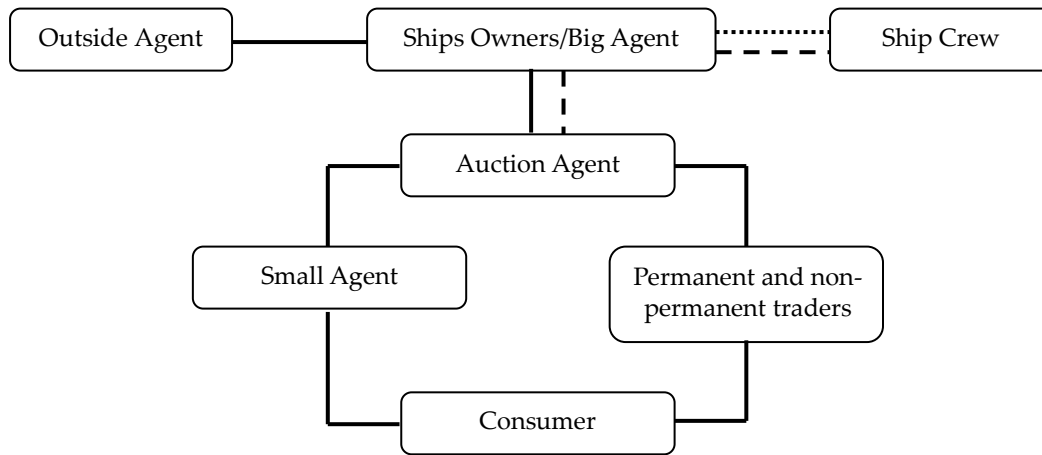 Outside Agent
Ships Owners/Big Agent
Ship Crew
Auction Agent
Small Agent
Permanent and non-
permanent traders
Consumer